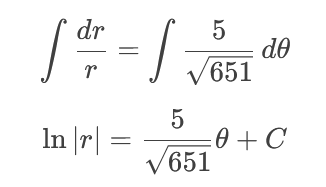 ∫ dr/r = ∫ 5/√651 dθ
ln |r| = 5/√651 θ + C